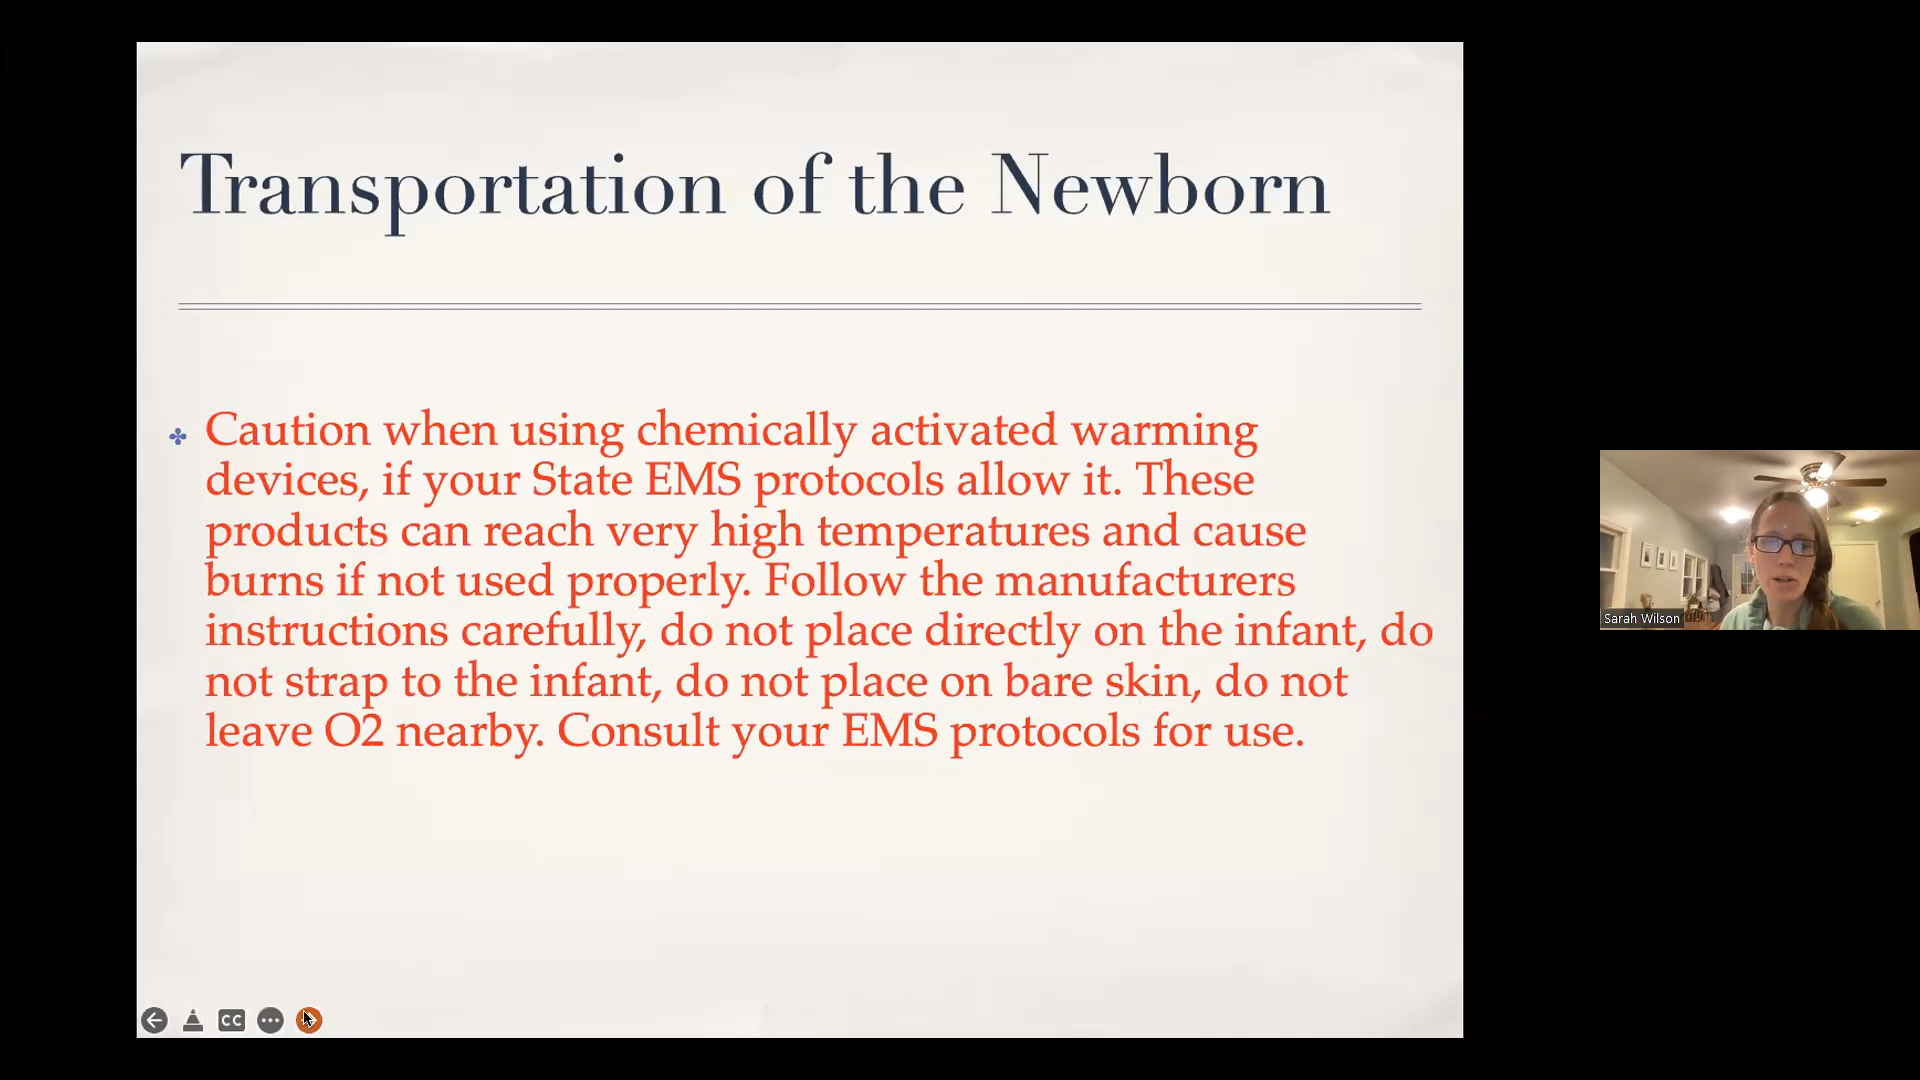 Transportation of the Newborn
Caution when using chemically activated warming
devices, if your State EMS protocols allow it. These
products can reach very high temperatures and cause
burns if not used properly. Follow the manufacturers
instructions carefully, do not place directly on the infant, do
not strap to the infant, do not place on bare skin, do not
leave O2 nearby. Consult your EMS protocols for use.
Sarah Wilson
CC